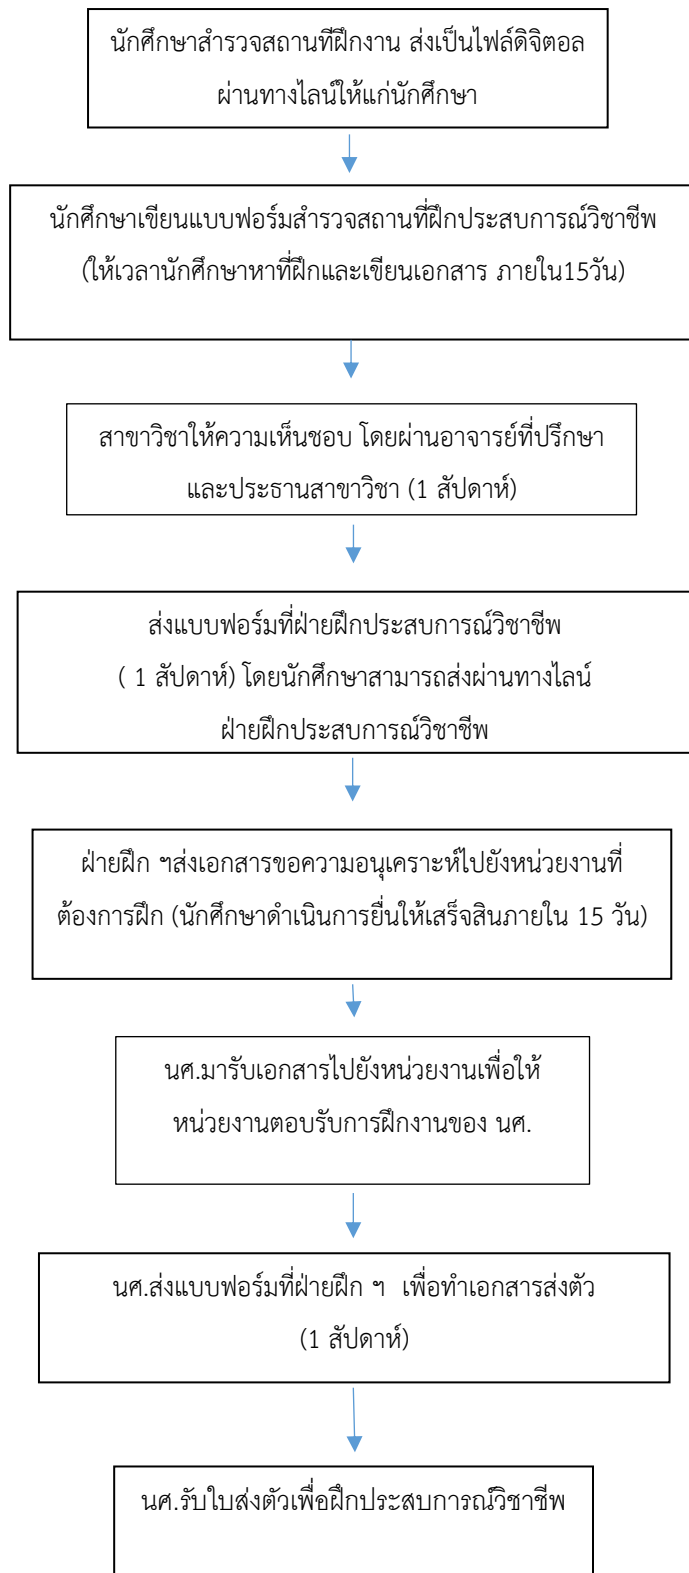 นักศึกษาสำรวจสถานทีฝึกงาน ส่งเป็นไฟล์ดิจิตอล
ผ่านทางไลน์ให้แก่นักศึกษา
นักศึกษาเขียนแบบฟอร์มสำรวจสถานที่ฝึกประสบการณ์วิชาชีพ
(ให้เวลานักศึกษาหาที่ฝึกและเขียนเอกสาร ภายใน15วัน)
สาขาวิชาให้ความเห็นชอบ โดยผ่านอาจารย์ที่ปรึกษา
และประธานสาขาวิชา (1 สัปดาห์)
ส่งแบบฟอร์มที่ฝ่ายฝึกประสบการณ์วิชาชีพ
( 1 สัปดาห์) โดยนักศึกษาสามารถส่งผ่านทางไลน์
ฝ่ายฝึกประสบการณ์วิชาชีพ
ฝ่ายฝึก ฯส่งเอกสารขอความอนุเคราะห์ไปยังหน่วยงานที่
ต้องการฝึก (นักศึกษาดำเนินการยื่นให้เสร็จสินภายใน 15 วัน)
นศ.มารับเอกสารไปยังหน่วยงานเพื่อให้
หน่วยงานตอบรับการฝึกงานของ นศ.
นศ.ส่งแบบฟอร์มที่ฝ่ายฝึก ฯ เพื่อทำเอกสารส่งตัว
(1 สัปดาห์)
นศ.รับใบส่งตัวเพื่อฝึกประสบการณ์วิชาชีพ